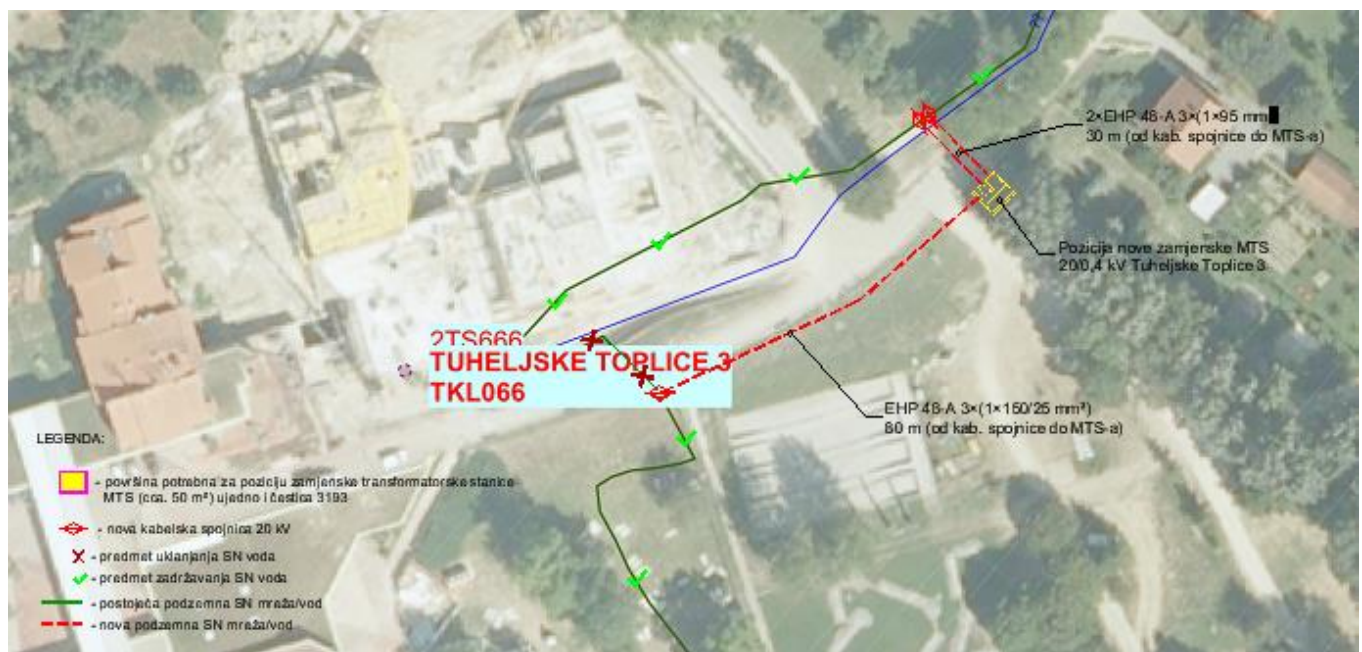 2×EHP 48-A 3×(1×95 mm
30 m (od kab. spojnice do MTS-a)
Pozicija nove zamjenske MTS
20/0,4 kV Tuheljske Toplice 3
2TS666
TUHELJSKE TOPLICE 3
TKL066
EHP 48-A 3×(1×150/25 mm²)
80 m (od kab. spojnice do MTS-a)
LEGENDA:
- površina potrebna za poziciju zamjenske transformatorske stanice
MTS (cca. 50 m²) ujedno i čestica 3193
- nova kabelska spojnica 20 kV
- predmet uklanjanja SN voda
- predmet zadržavanja SN voda
- postojeća podzemna SN mreža/vod
- nova podzemna SN mreža/vod